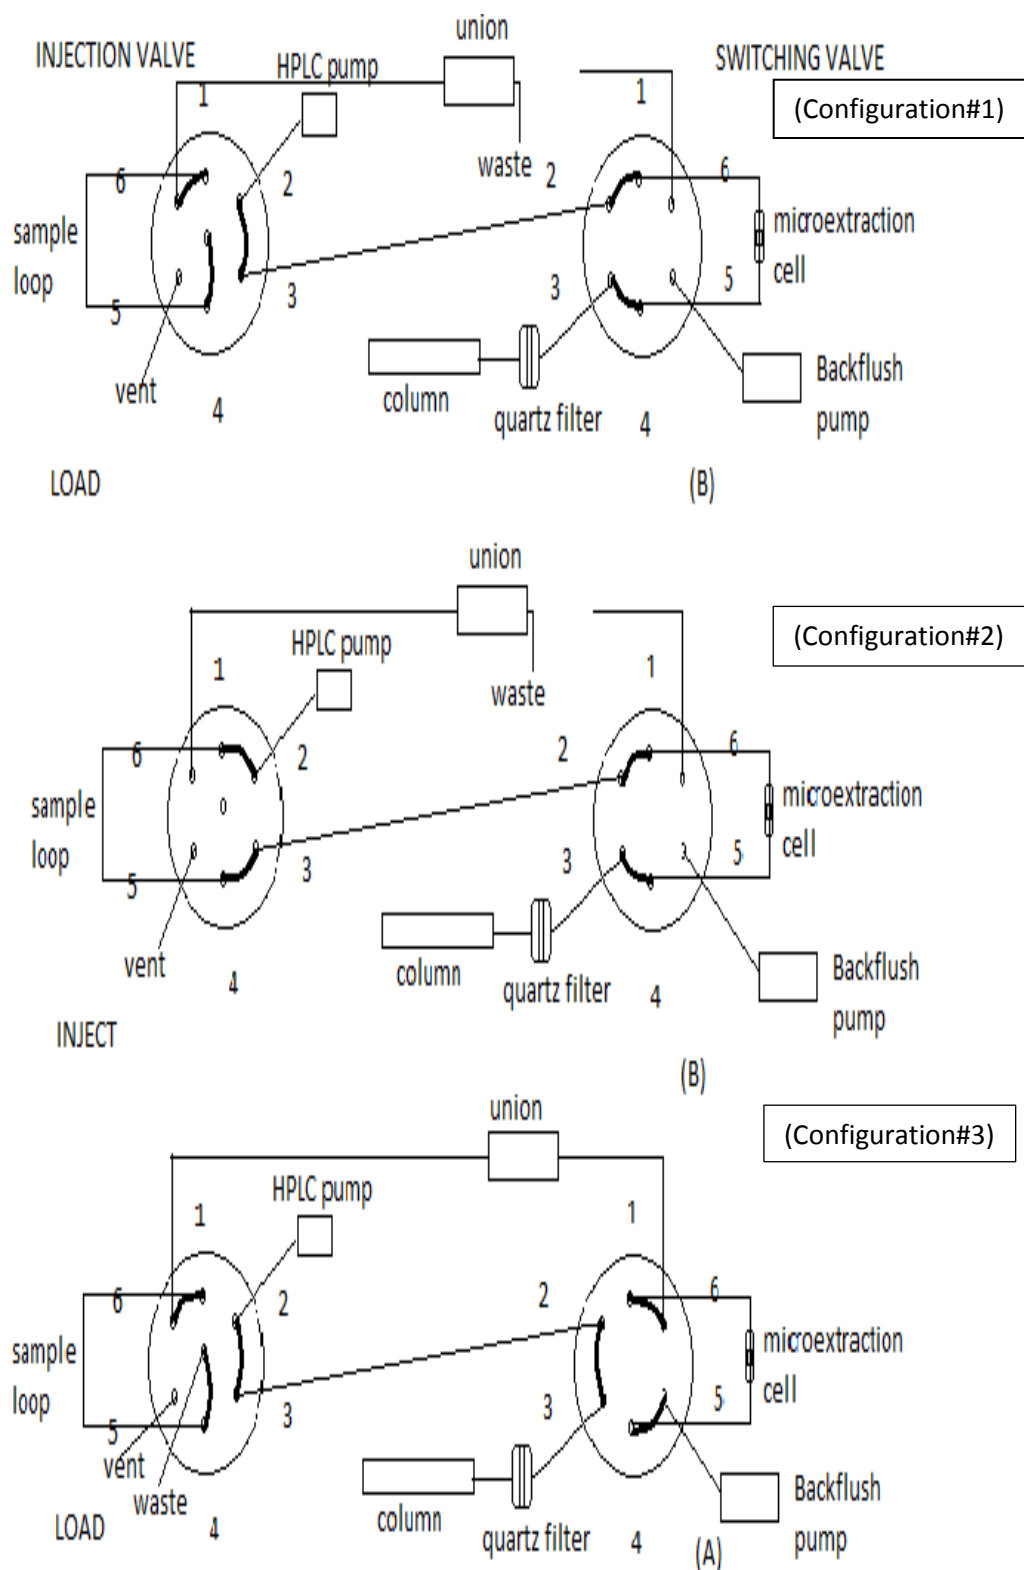 INJECTION VALVE
union
SWITCHING VALVE
HPLC pump
(Configuration#1)
1
1
waste
6
2
2
6
sample
loop
microextraction
cell
3
3
5
5
vent
4
column
quartz filter
4
Backflush
pump
LOAD
(B)
union
HPLC pump
(Configuration#2)
1
1
waste
6
2
2
6
sample
loop
microextraction
cell
3
3
5
5
vent
4
column
quartz filter
4
Backflush
pump
INJECT
(B)
union
(Configuration#3)
HPLC pump
1
1
6
2
2
6
sample
loop
microextraction
cell
3
3
5
5
vent
waste
LOAD
4
column
quartz filter
4
Backflush
pump
(A)